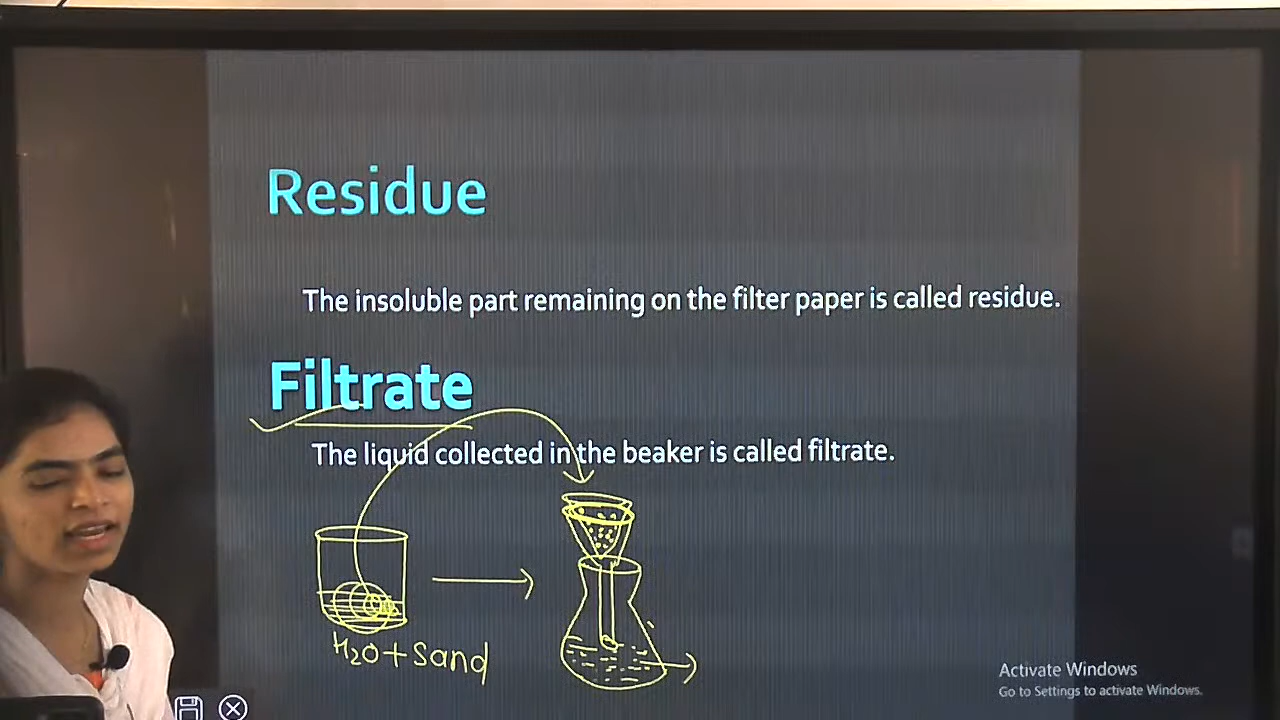 Residue
The insoluble part remaining on the filter paper is called residue.
Filtrate
The liquid collected in the beaker is called filtrate.
H₂O + Sand
Activate Windows
Go to Settings to activate Windows.